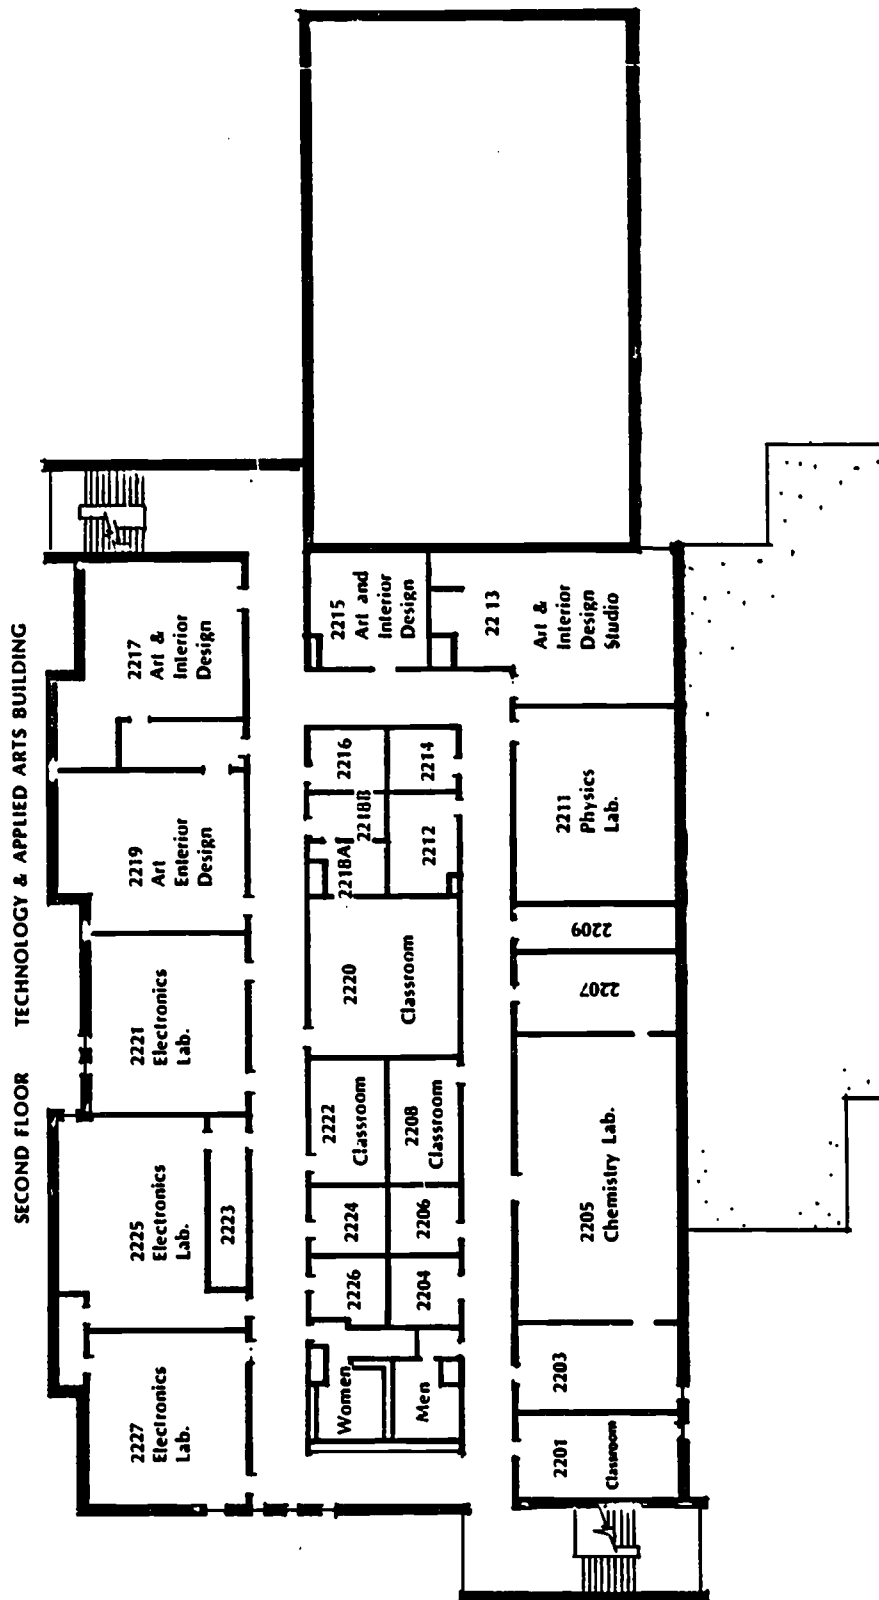 SECOND FLOOR TECHNOLOGY & APPLIED ARTS BUILDING
2227
Electronics
Lab.
2225
Electronics
Lab.
2223
2221
Electronics
Lab.
2219
Art
Enterior
Design
2217
Art &
Interior
Design
Women
Men
2226
2204
2224
2206
2222
Classroom
2208
Classroom
2220
Classroom
2218A
2218B
2212
2216
2214
2215
Art and
Interior
Design
2213
Art &
Interior
Design
Studio
2201
Classroom
2203
2205
Chemistry Lab.
2207
2209
2211
Physics
Lab.